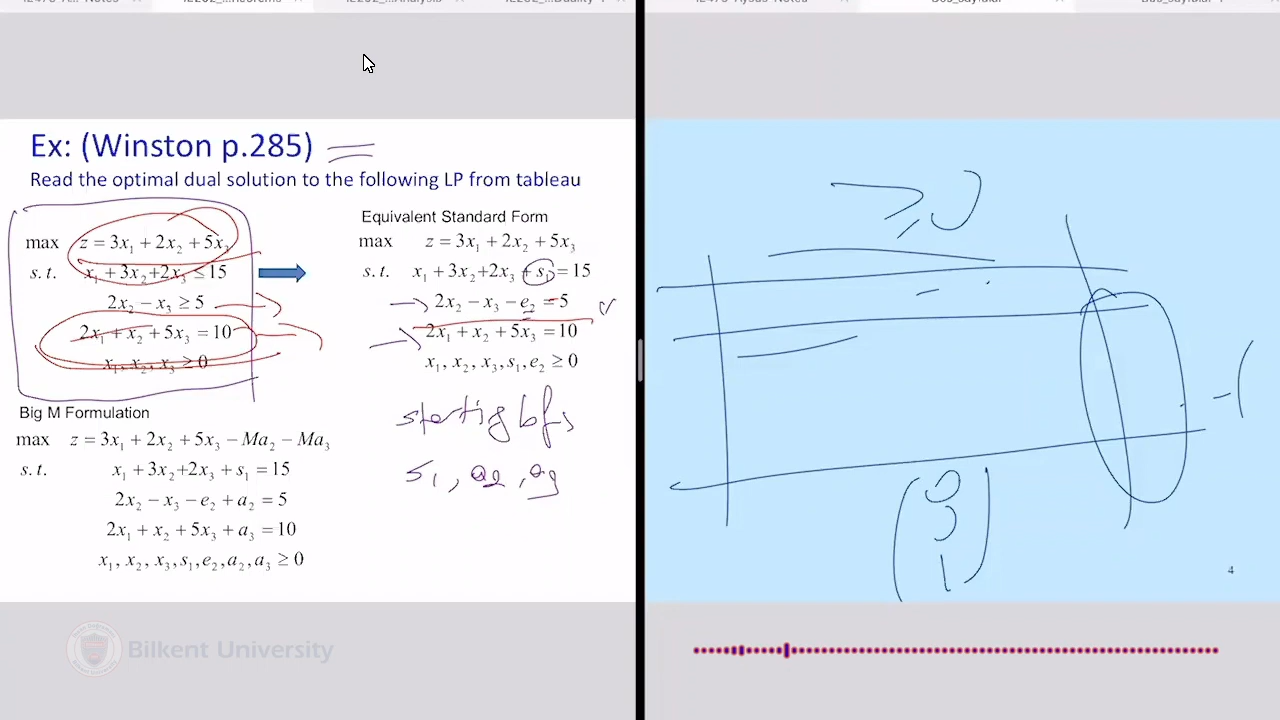 Ex: (Winston p.285)
Read the optimal dual solution to the following LP from tableau
max z = 3x₁ + 2x₂ + 5x₃
s.t. x₁ + 3x₂ + 2x₃ ≤ 15
2x₂ − x₃ ≥ 5
2x₁ + x₂ + 5x₃ = 10
x₁, x₂, x₃ ≥ 0
Equivalent Standard Form
max z = 3x₁ + 2x₂ + 5x₃
s.t. x₁ + 3x₂ + 2x₃ + s₁ = 15
2x₂ − x₃ − e₂ = 5
2x₁ + x₂ + 5x₃ = 10
x₁, x₂, x₃, s₁, e₂ ≥ 0
starting bfs
s₁, a₂, a₃
Big M Formulation
max z = 3x₁ + 2x₂ + 5x₃ − Ma₂ − Ma₃
s.t. x₁ + 3x₂ + 2x₃ + s₁ = 15
2x₂ − x₃ − e₂ + a₂ = 5
2x₁ + x₂ + 5x₃ + a₃ = 10
x₁, x₂, x₃, s₁, e₂, a₂, a₃ ≥ 0
≥ 0
4
Bilkent University